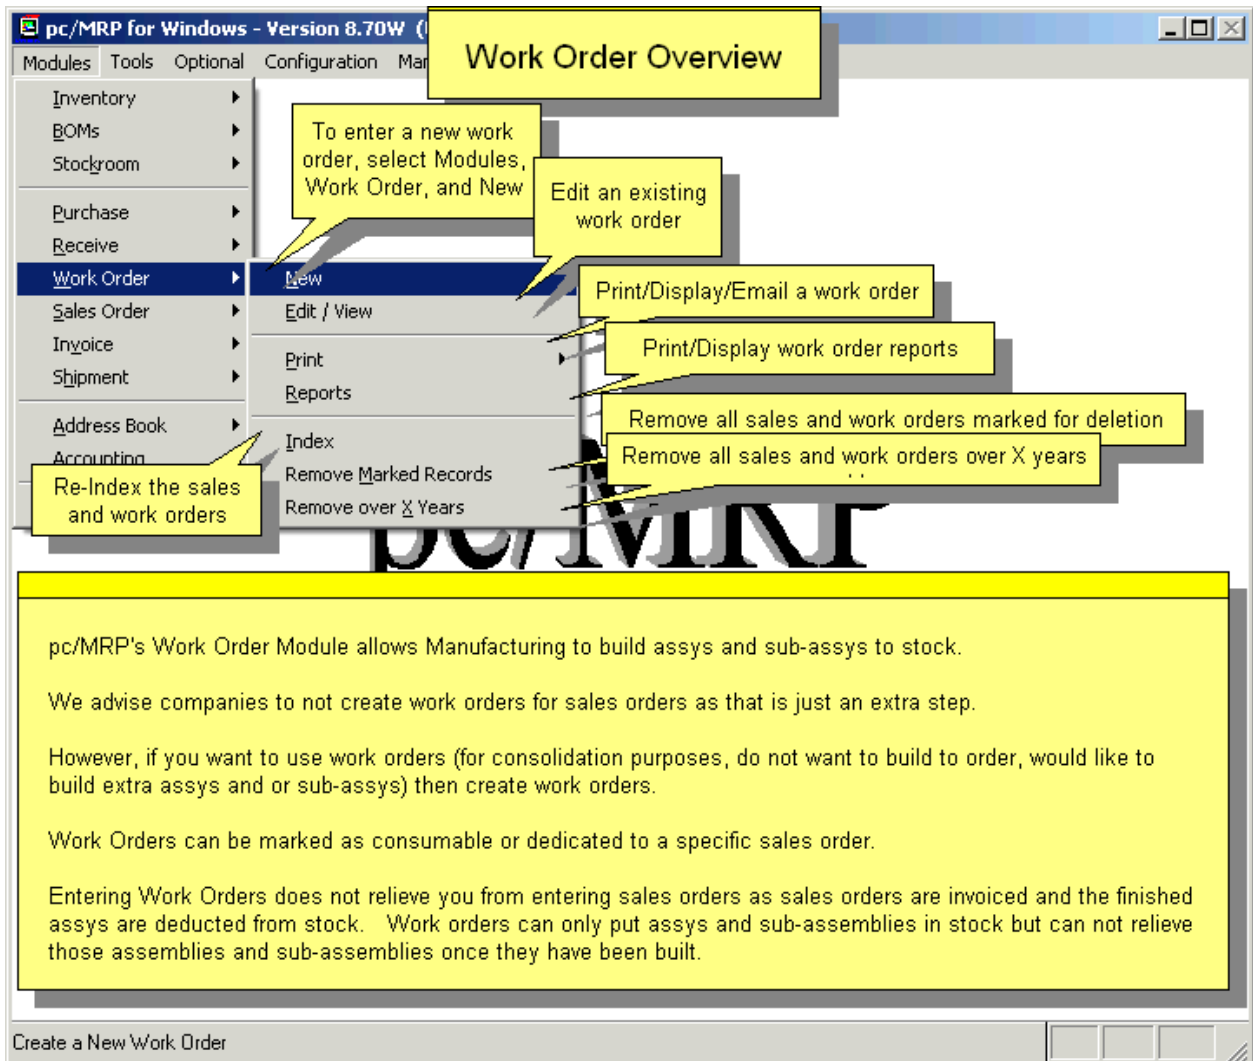 pc/MRP for Windows - Version 8.70W
Work Order Overview
Modules Tools Optional Configuration
Inventory
BOMs
Stockroom
Purchase
Receive
Work Order
Sales Order
Invoice
Shipment
Address Book
Accounting
To enter a new work
order, select Modules,
Work Order, and New
Edit an existing
work order
New
Edit / View
Print
Reports
Index
Remove Marked Records
Remove over X Years
Print/Display/Email a work order
Print/Display work order reports
Remove all sales and work orders marked for deletion
Remove all sales and work orders over X years
Re-Index the sales
and work orders
pc/MRP
pc/MRP's Work Order Module allows Manufacturing to build assys and sub-assys to stock.
We advise companies to not create work orders for sales orders as that is just an extra step.
However, if you want to use work orders (for consolidation purposes, do not want to build to order, would like to
build extra assys and or sub-assys) then create work orders.
Work Orders can be marked as consumable or dedicated to a specific sales order.
Entering Work Orders does not relieve you from entering sales orders as sales orders are invoiced and the finished
assys are deducted from stock. Work orders can only put assys and sub-assemblies in stock but can not relieve
those assemblies and sub-assemblies once they have been built.
Create a New Work Order